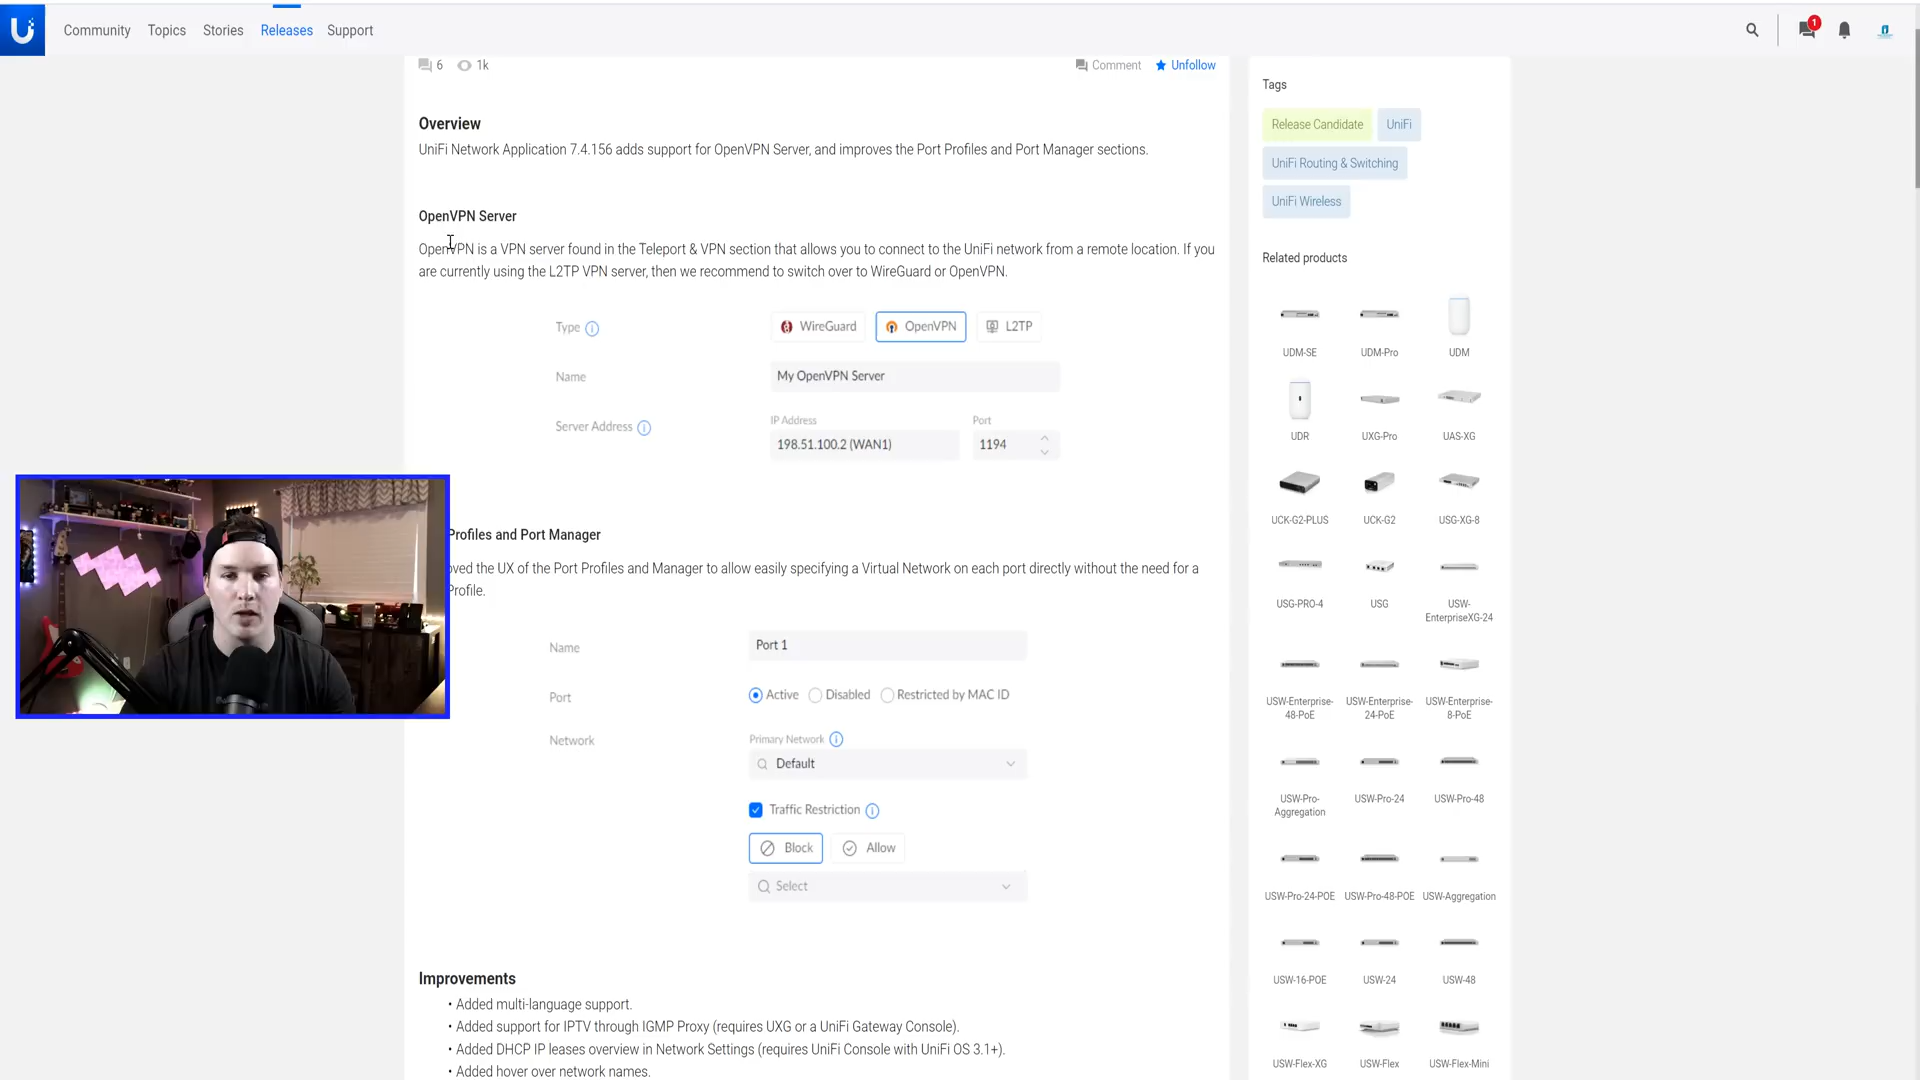 Community Topics Stories Releases Support
1
6 1k Comment Unfollow
Overview
UniFi Network Application 7.4.156 adds support for OpenVPN Server, and improves the Port Profiles and Port Manager sections.
OpenVPN Server
OpenVPN is a VPN server found in the Teleport & VPN section that allows you to connect to the UniFi network from a remote location. If you
are currently using the L2TP VPN server, then we recommend to switch over to WireGuard or OpenVPN.
Type WireGuard OpenVPN L2TP
Name My OpenVPN Server
IP Address Port
Server Address 198.51.100.2 (WAN1) 1194
Profiles and Port Manager
the UX of the Port Profiles and Manager to allow easily specifying a Virtual Network on each port directly without the need for a
Profile.
Name Port 1
Port Active Disabled Restricted by MAC ID
Network Primary Network
Default
Traffic Restriction
Block Allow
Select
Improvements
• Added multi-language support.
• Added support for IPTV through IGMP Proxy (requires UXG or a UniFi Gateway Console).
• Added DHCP IP leases overview in Network Settings (requires UniFi Console with UniFi OS 3.1+).
• Added hover over network names.
Tags
Release Candidate UniFi
UniFi Routing & Switching
UniFi Wireless
Related products
UDM-SE UDM-Pro UDM
UDR UXG-Pro UAS-XG
UCK-G2-PLUS UCK-G2 USG-XG-8
USG-PRO-4 USG USW-
EnterpriseXG-24
USW-Enterprise- USW-Enterprise- USW-Enterprise-
48-PoE 24-PoE 8-PoE
USW-Pro- USW-Pro-24 USW-Pro-48
Aggregation
USW-Pro-24-POE USW-Pro-48-POE USW-Aggregation
USW-16-POE USW-24 USW-48
USW-Flex-XG USW-Flex USW-Flex-Mini